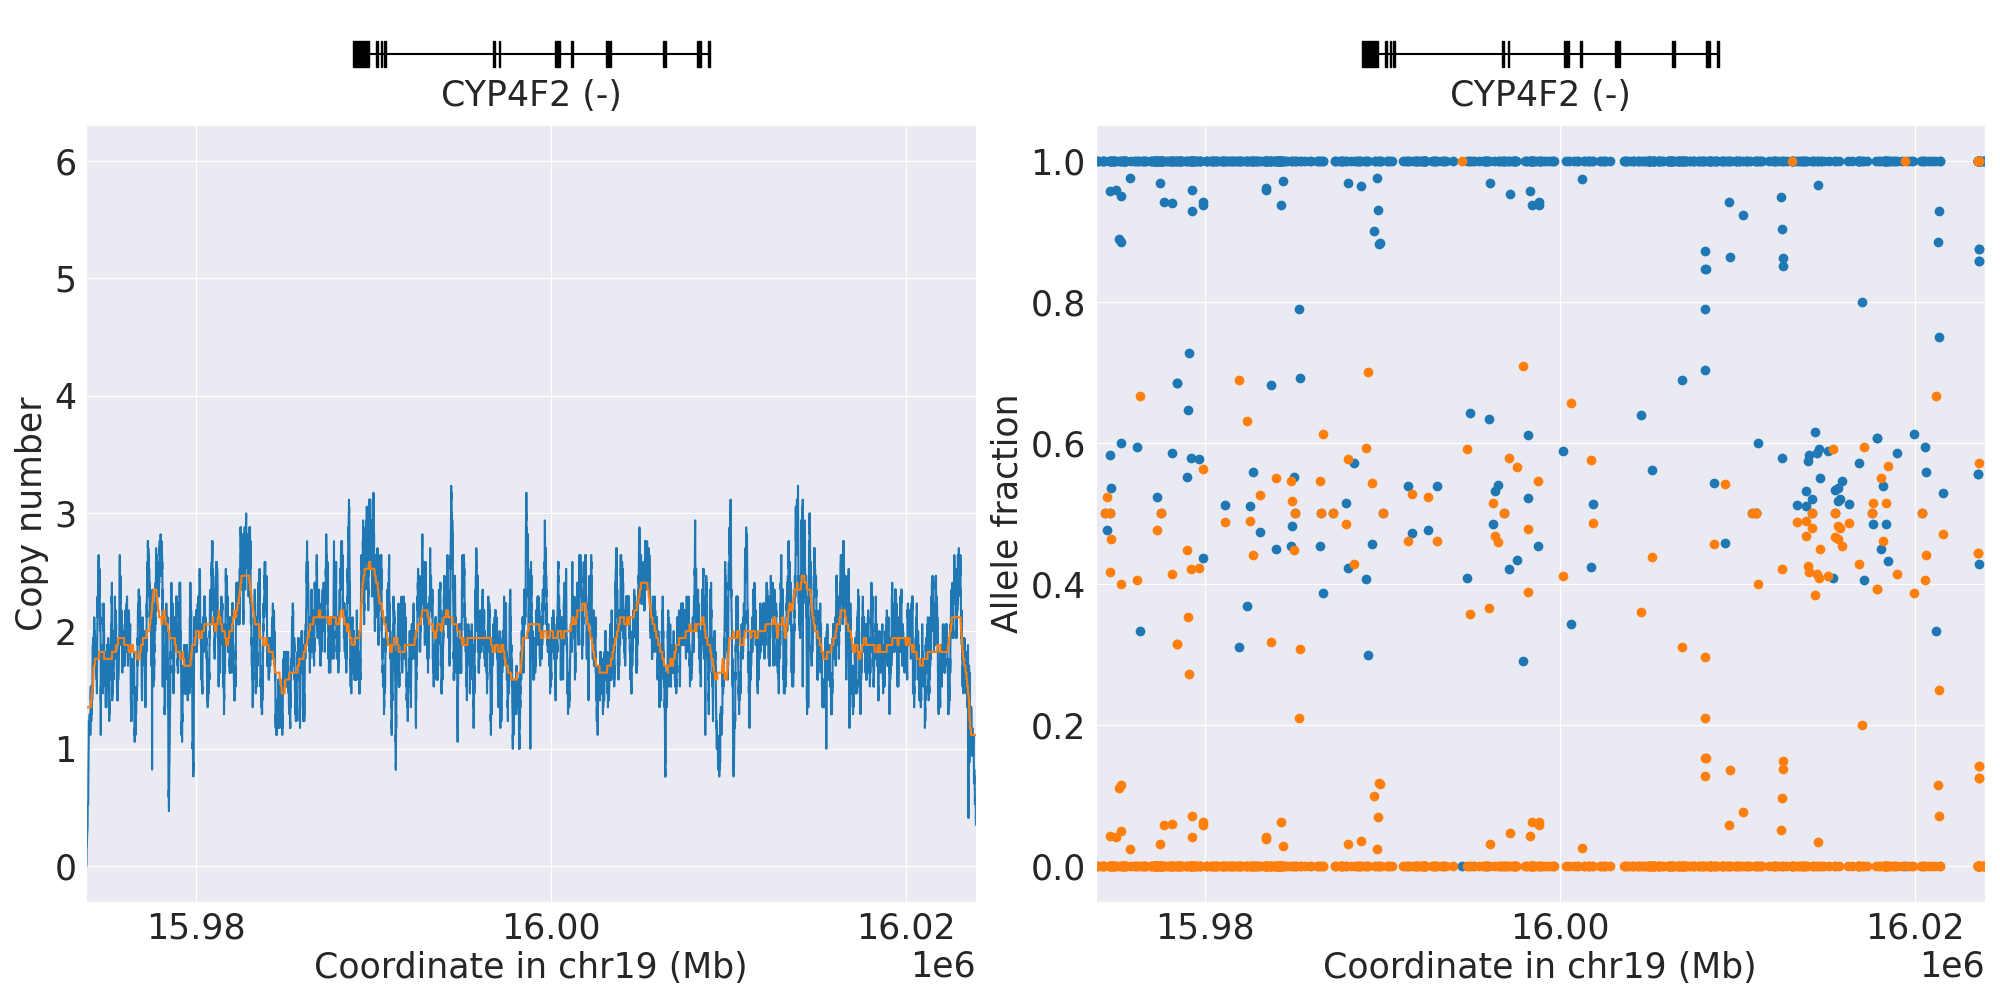 CYP4F2 (-)
Copy number
6
5
4
3
2
1
0
15.98
16.00
16.02
Coordinate in chr19 (Mb)
1e6
CYP4F2 (-)
Allele fraction
1.0
0.8
0.6
0.4
0.2
0.0
15.98
16.00
16.02
Coordinate in chr19 (Mb)
1e6